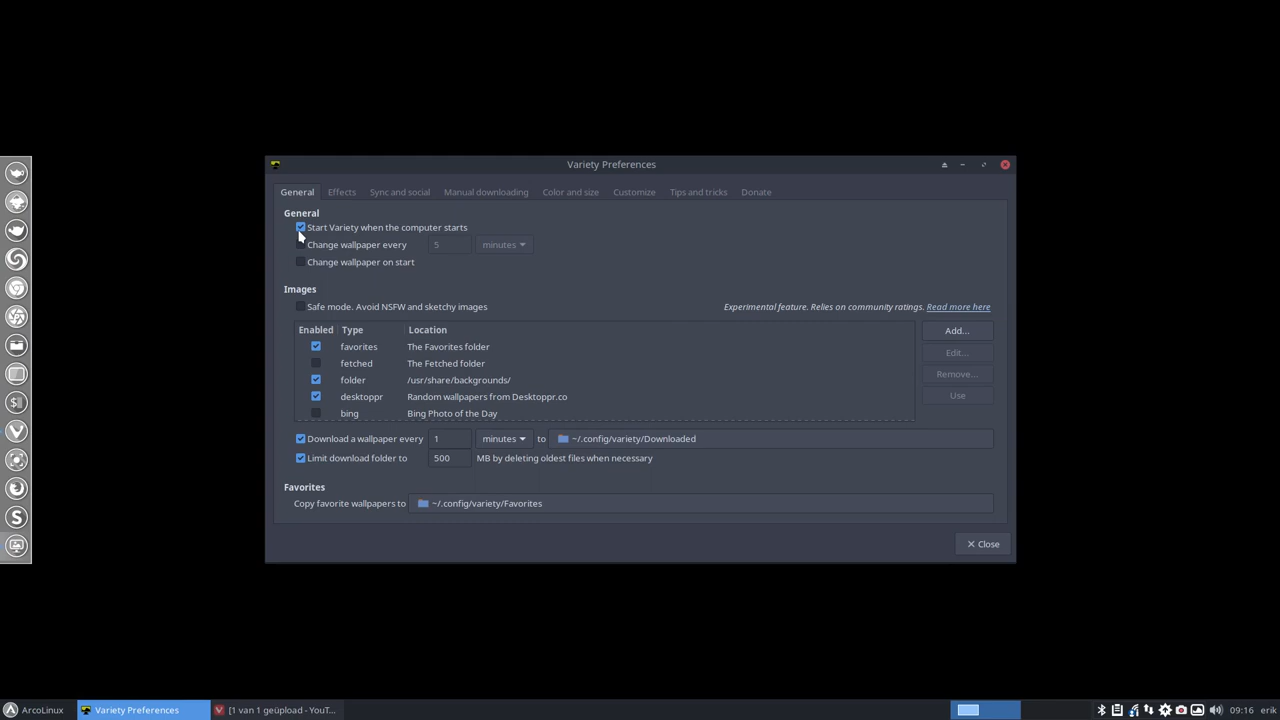 Variety Preferences
General Effects Sync and social Manual downloading Color and size Customize Tips and tricks Donate
General
Start Variety when the computer starts
Change wallpaper every 5 minutes
Change wallpaper on start
Images
Safe mode. Avoid NSFW and sketchy images Experimental feature. Relies on community ratings. Read more here
Enabled Type Location Add...
favorites The Favorites folder
Edit...
fetched The Fetched folder
Remove...
folder /usr/share/backgrounds/
desktoppr Random wallpapers from Desktoppr.co Use
bing Bing Photo of the Day
Download a wallpaper every 1 minutes to ~/.config/variety/Downloaded
Limit download folder to 500 MB by deleting oldest files when necessary
Favorites
Copy favorite wallpapers to ~/.config/variety/Favorites
Close
ArcoLinux Variety Preferences [1 van 1 geüpload - YouT... 09:16 erik